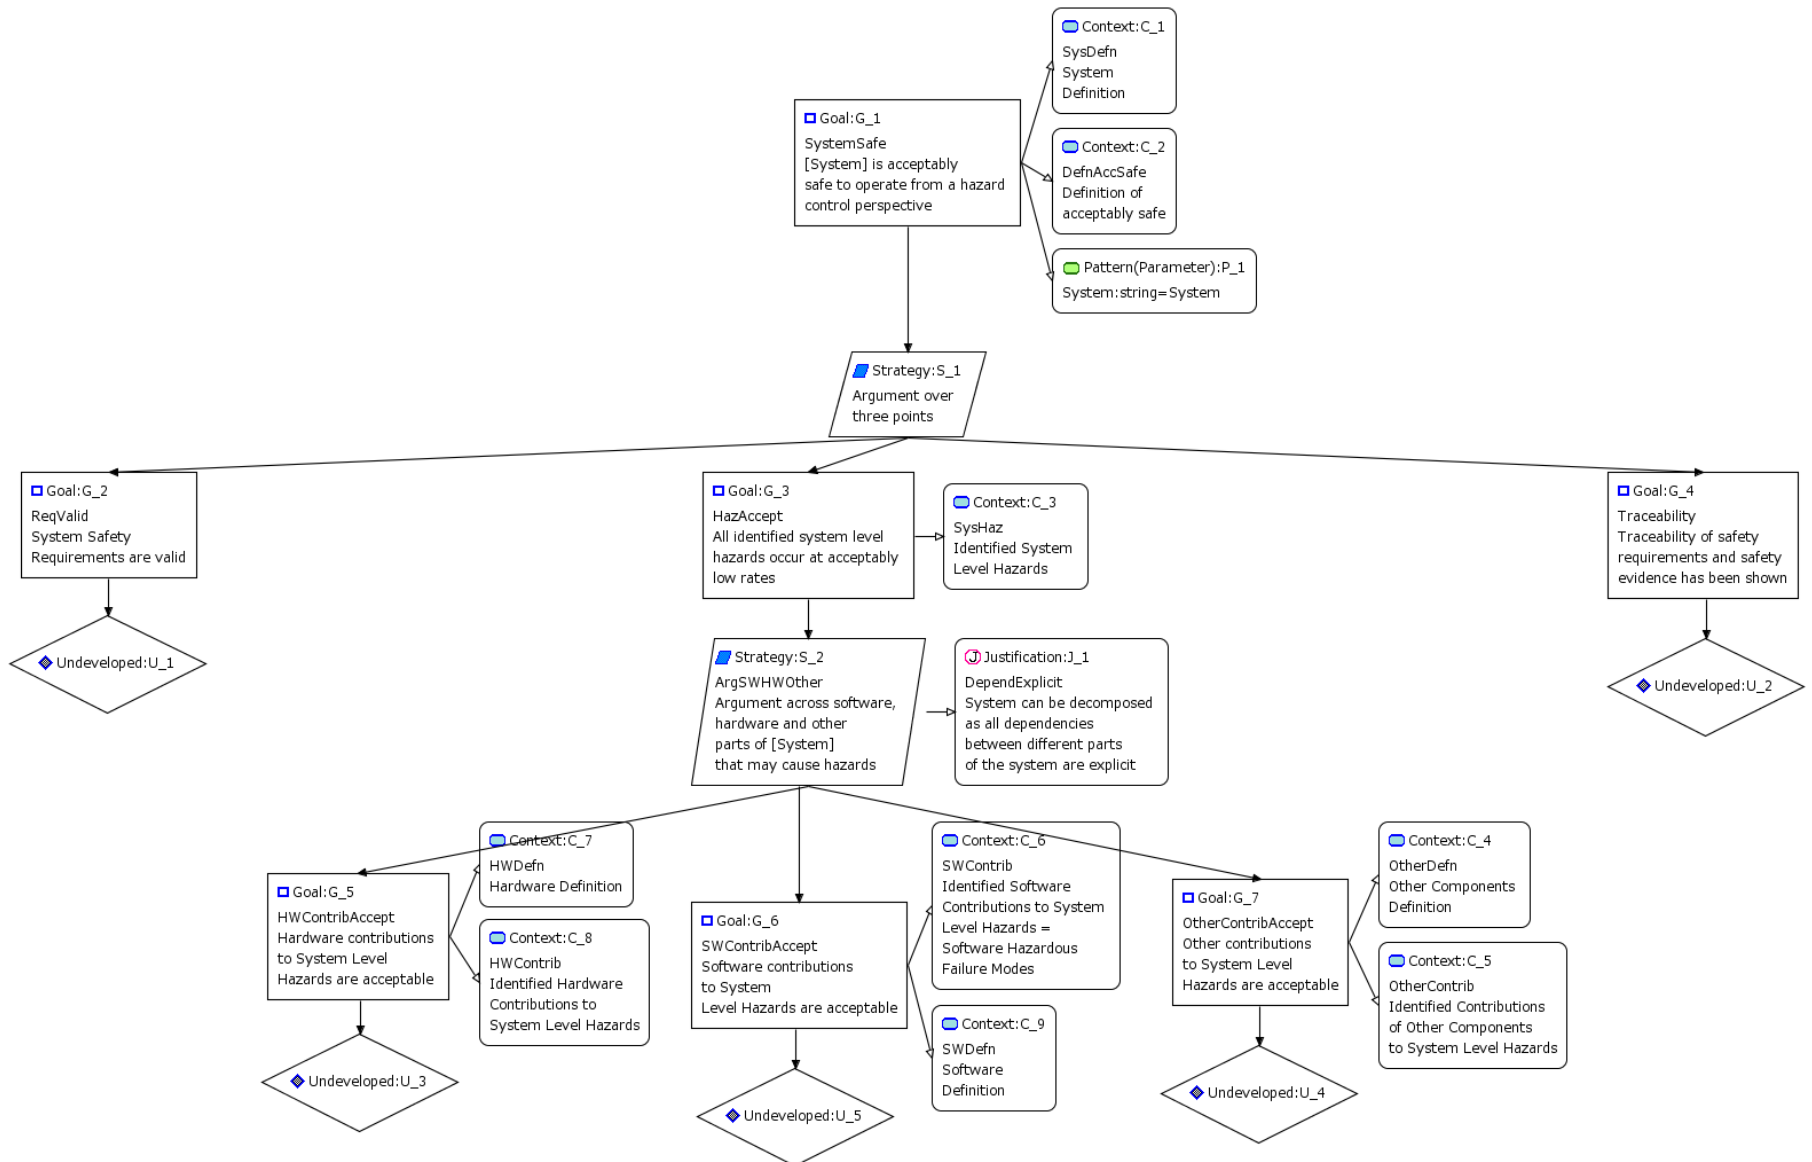 Context:C_1
SysDefn
System
Definition
Goal:G_1
SystemSafe
[System] is acceptably
safe to operate from a hazard
control perspective
Context:C_2
DefnAccSafe
Definition of
acceptably safe
Pattern(Parameter):P_1
System:string=System
Strategy:S_1
Argument over
three points
Goal:G_2
ReqValid
System Safety
Requirements are valid
Undeveloped:U_1
Goal:G_3
HazAccept
All identified system level
hazards occur at acceptably
low rates
Context:C_3
SysHaz
Identified System
Level Hazards
Goal:G_4
Traceability
Traceability of safety
requirements and safety
evidence has been shown
Undeveloped:U_2
Strategy:S_2
ArgSWHWOther
Argument across software,
hardware and other
parts of [System]
that may cause hazards
Justification:J_1
DependExplicit
System can be decomposed
as all dependencies
between different parts
of the system are explicit
Goal:G_5
HWContribAccept
Hardware contributions
to System Level
Hazards are acceptable
Context:C_7
HWDefn
Hardware Definition
Context:C_8
HWContrib
Identified Hardware
Contributions to
System Level Hazards
Undeveloped:U_3
Goal:G_6
SWContribAccept
Software contributions
to System
Level Hazards are acceptable
Context:C_6
SWContrib
Identified Software
Contributions to System
Level Hazards =
Software Hazardous
Failure Modes
Context:C_9
SWDefn
Software
Definition
Undeveloped:U_5
Goal:G_7
OtherContribAccept
Other contributions
to System Level
Hazards are acceptable
Context:C_4
OtherDefn
Other Components
Definition
Context:C_5
OtherContrib
Identified Contributions
of Other Components
to System Level Hazards
Undeveloped:U_4